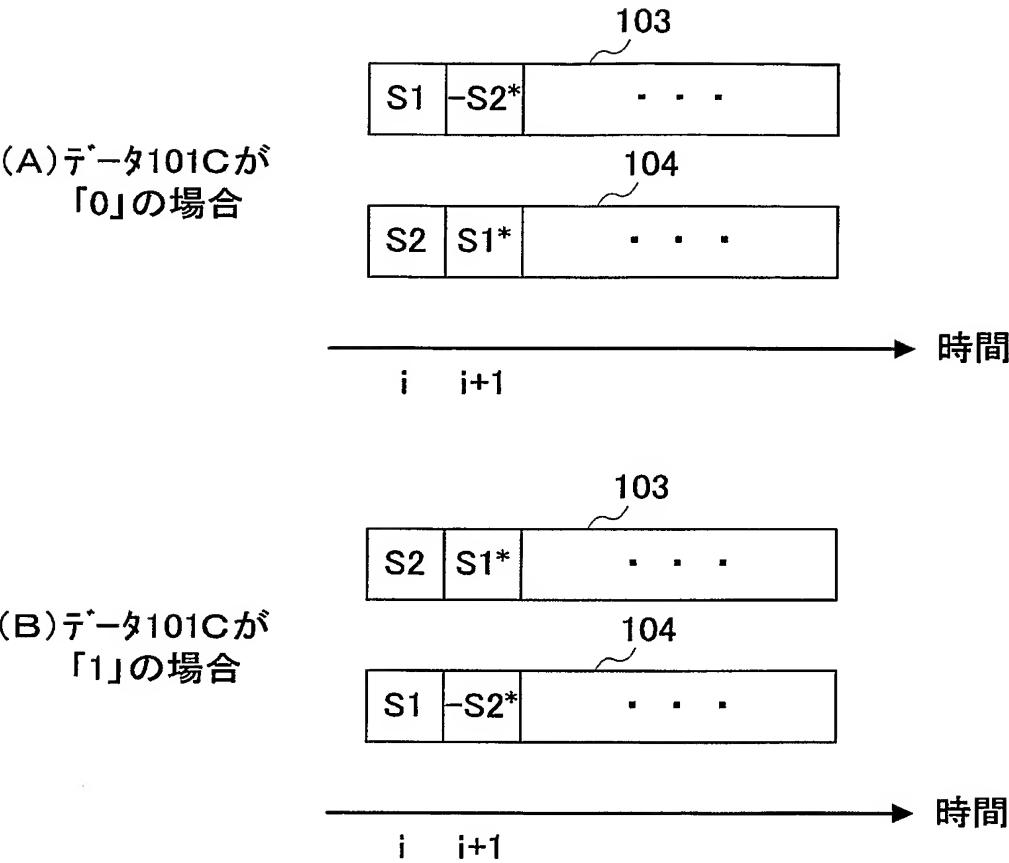 103
S1 -S2* ・・・
(A)ﾃﾞｰﾀ101Cが
「0」の場合
104
S2 S1* ・・・
時間
i i+1
103
S2 S1* ・・・
(B)ﾃﾞｰﾀ101Cが
「1」の場合
104
S1 -S2* ・・・
時間
i i+1